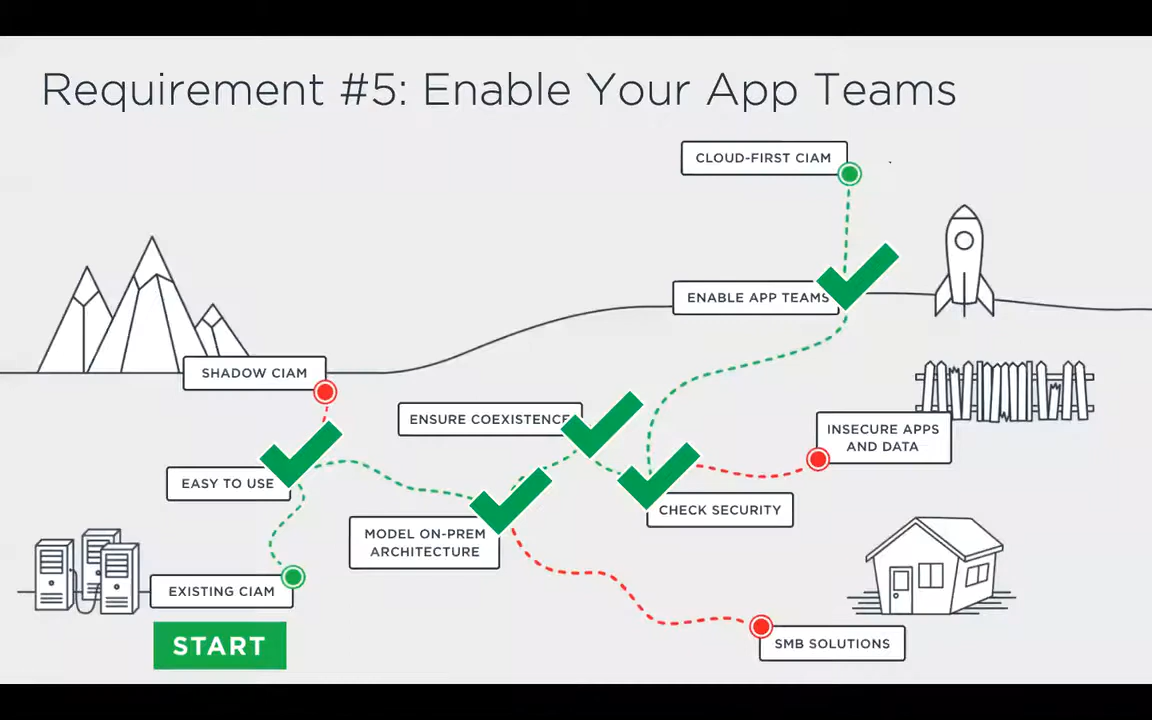 Requirement #5: Enable Your App Teams
CLOUD-FIRST CIAM
ENABLE APP TEAMS
SHADOW CIAM
ENSURE COEXISTENCE
INSECURE APPS
AND DATA
EASY TO USE
CHECK SECURITY
MODEL ON-PREM
ARCHITECTURE
EXISTING CIAM
START
SMB SOLUTIONS